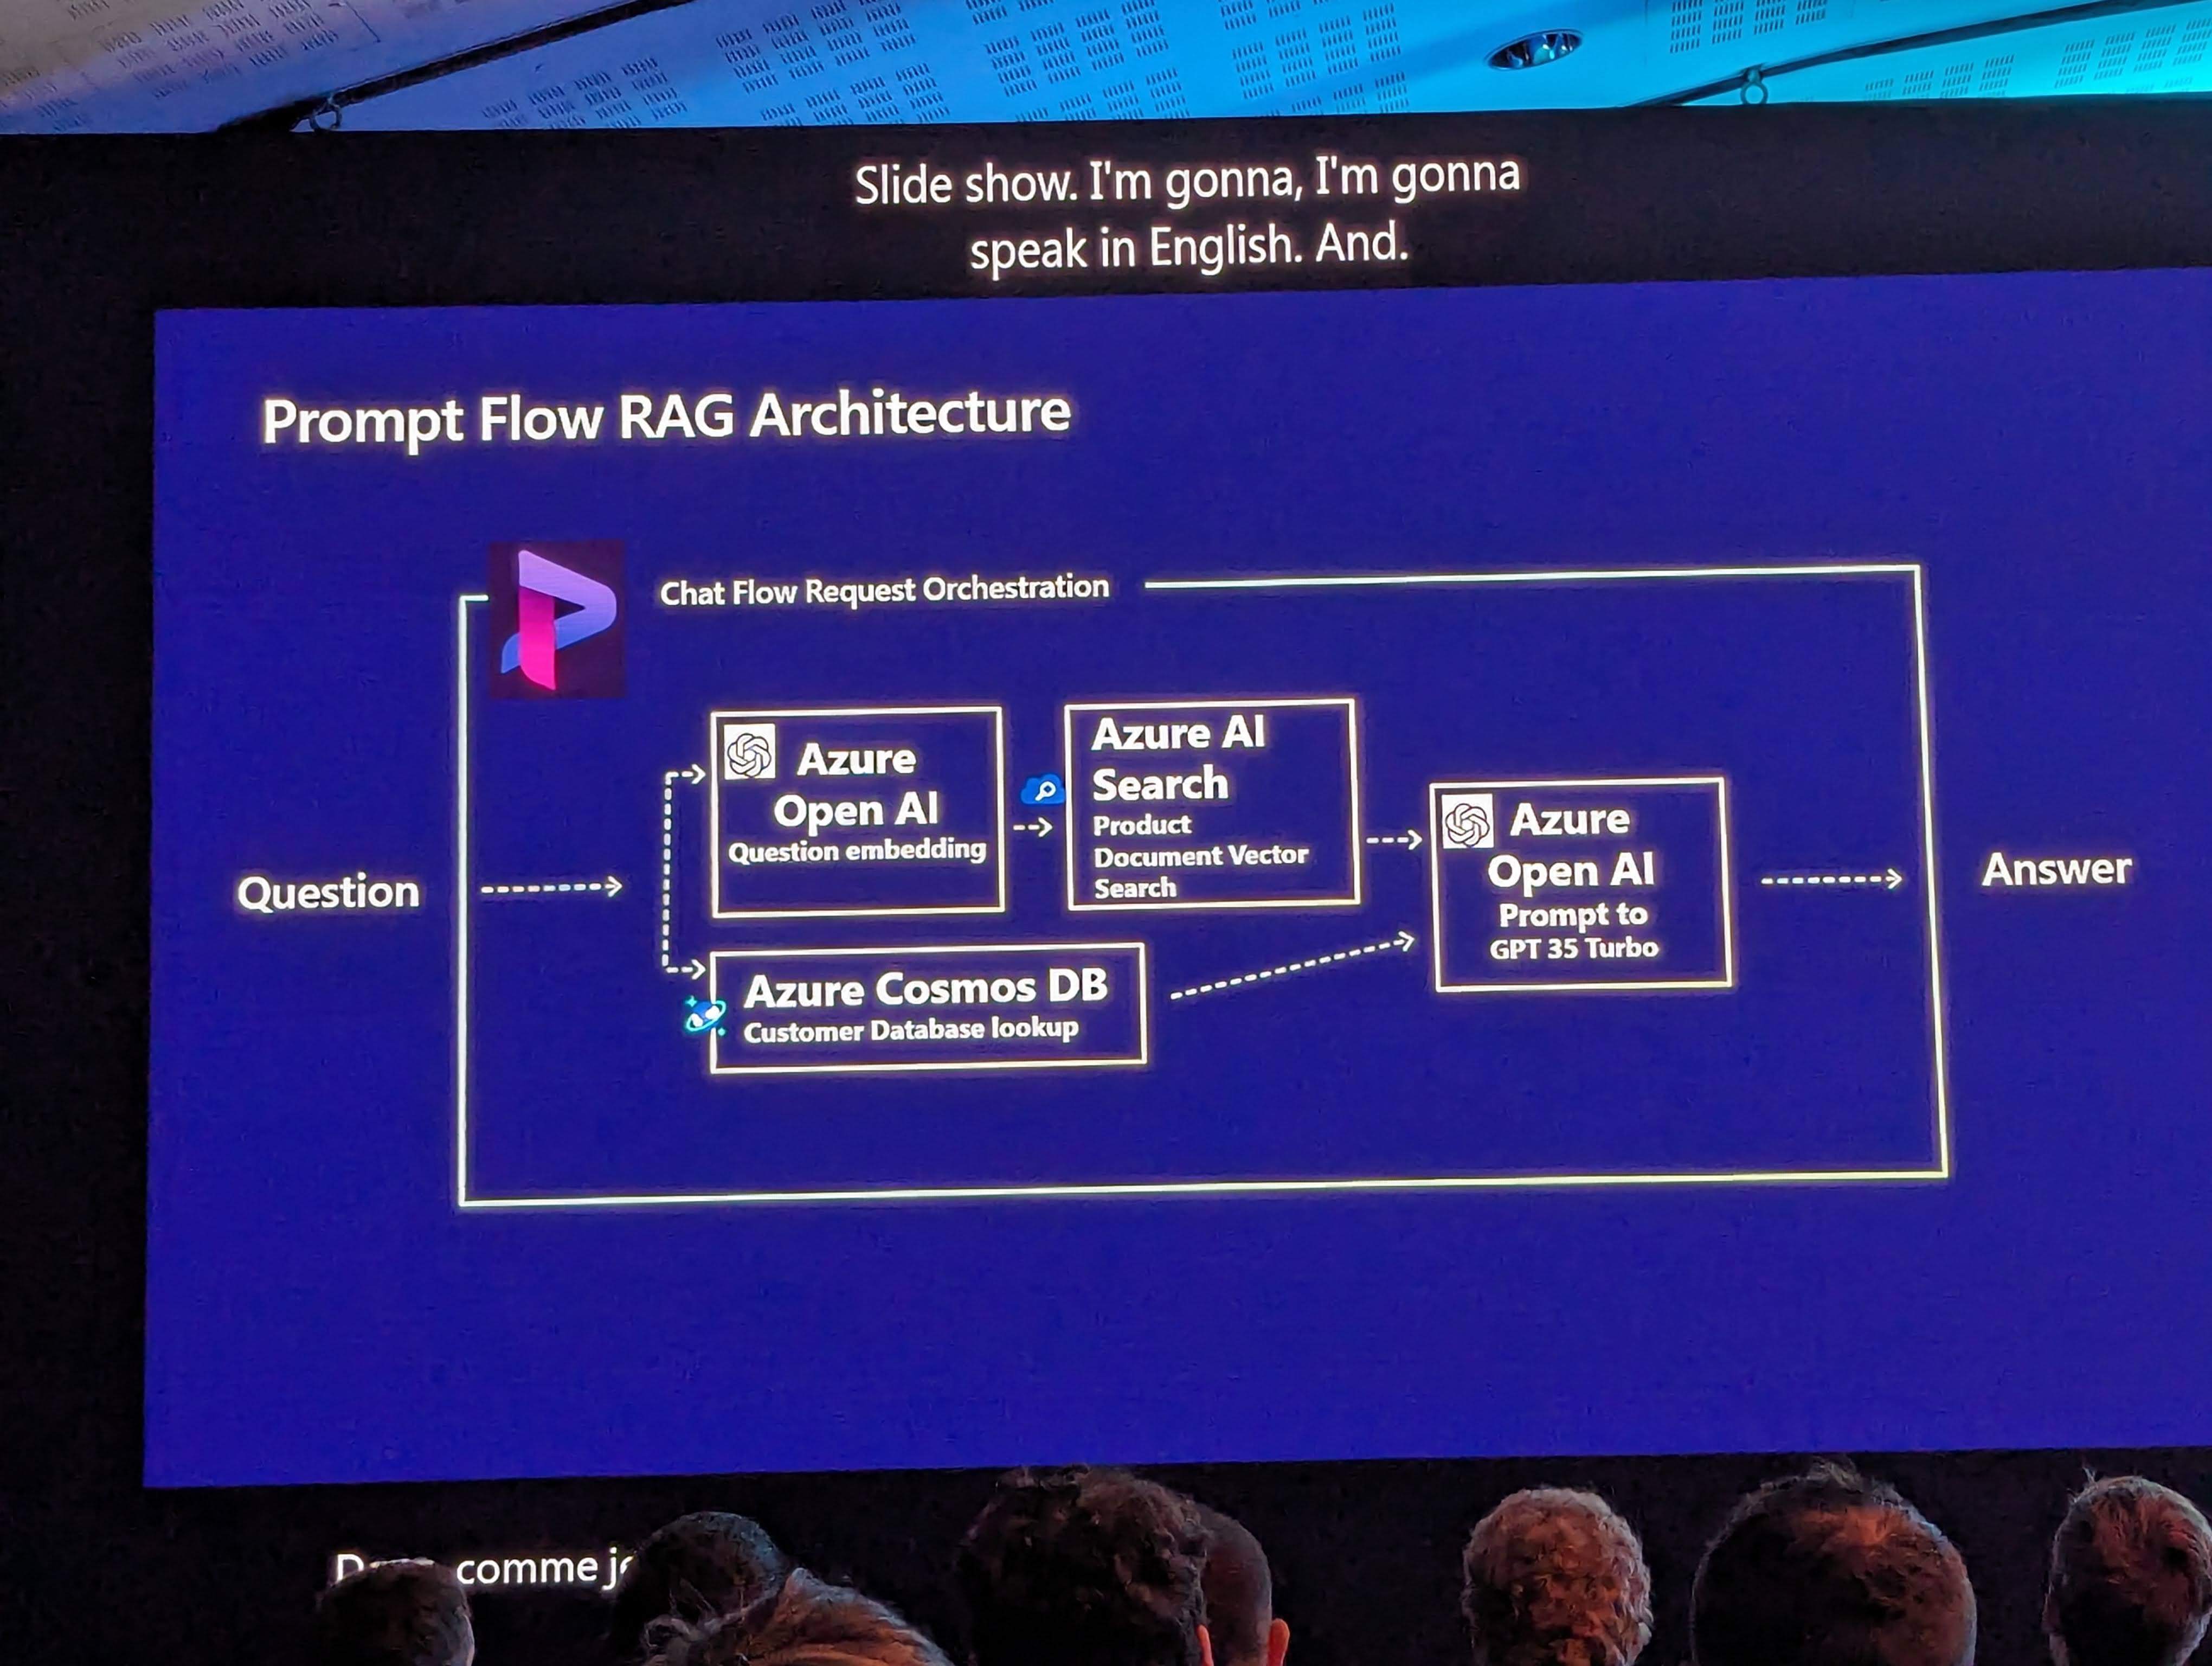 Slide show. I'm gonna, I'm gonna
speak in English. And.
Prompt Flow RAG Architecture
Chat Flow Request Orchestration
Question
Azure
Open AI
Question embedding
Azure AI
Search
Product
Document Vector
Search
Azure Cosmos DB
Customer Database lookup
Azure
Open AI
Prompt to
GPT 35 Turbo
Answer
comme